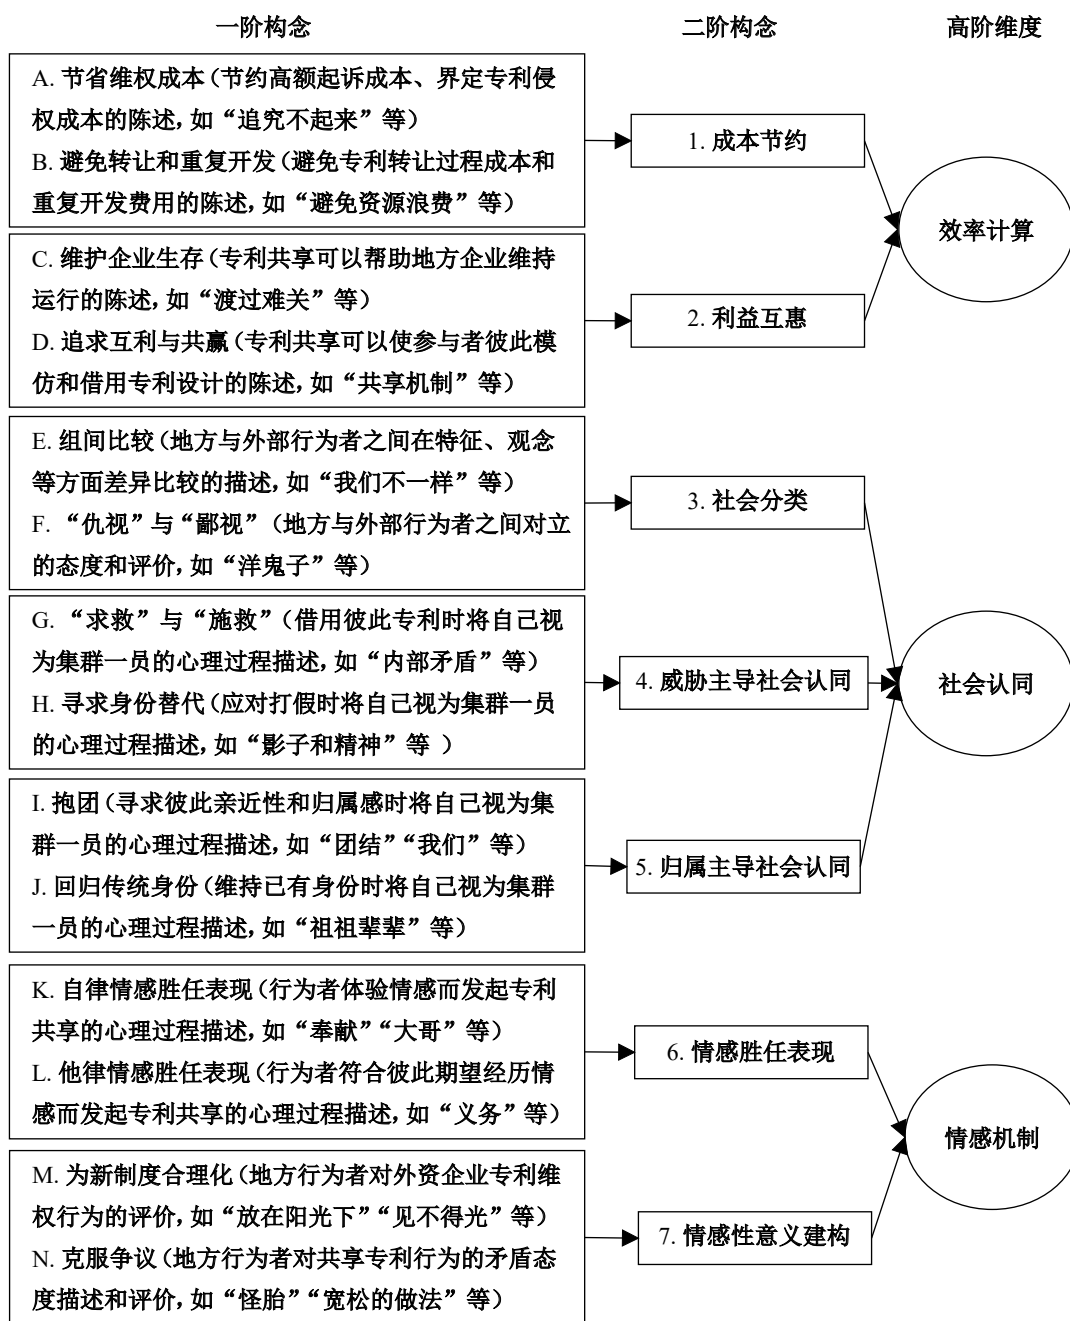 一阶构念 二阶构念 高阶维度
A. 节省维权成本(节约高额起诉成本、界定专利侵
权成本的陈述, 如“追究不起来”等)
B. 避免转让和重复开发(避免专利转让过程成本和
重复开发费用的陈述, 如“避免资源浪费”等)
1. 成本节约
C. 维护企业生存(专利共享可以帮助地方企业维持
运行的陈述, 如“渡过难关”等)
D. 追求互利与共赢(专利共享可以使参与者彼此模
仿和借用专利设计的陈述, 如“共享机制”等)
2. 利益互惠
效率计算
E. 组间比较(地方与外部行为者之间在特征、观念
等方面差异比较的描述, 如“我们不一样”等)
F. “仇视”与“鄙视”(地方与外部行为者之间对立
的态度和评价, 如“洋鬼子”等)
3. 社会分类
G. “求救”与“施救”(借用彼此专利时将自己视
为集群一员的心理过程描述, 如“内部矛盾”等)
H. 寻求身份替代(应对打假时将自己视为集群一员
的心理过程描述, 如“影子和精神”等 )
4. 威胁主导社会认同
社会认同
I. 抱团(寻求彼此亲近性和归属感时将自己视为集
群一员的心理过程描述, 如“团结”“我们”等)
J. 回归传统身份(维持已有身份时将自己视为集群
一员的心理过程描述, 如“祖祖辈辈”等)
5. 归属主导社会认同
K. 自律情感胜任表现(行为者体验情感而发起专利
共享的心理过程描述, 如“奉献”“大哥”等)
L. 他律情感胜任表现(行为者符合彼此期望经历情
感而发起专利共享的心理过程描述, 如“义务”等)
6. 情感胜任表现
情感机制
M. 为新制度合理化(地方行为者对外资企业专利维
权行为的评价, 如“放在阳光下”“见不得光”等)
N. 克服争议(地方行为者对共享专利行为的矛盾态
度描述和评价, 如“怪胎”“宽松的做法”等)
7. 情感性意义建构